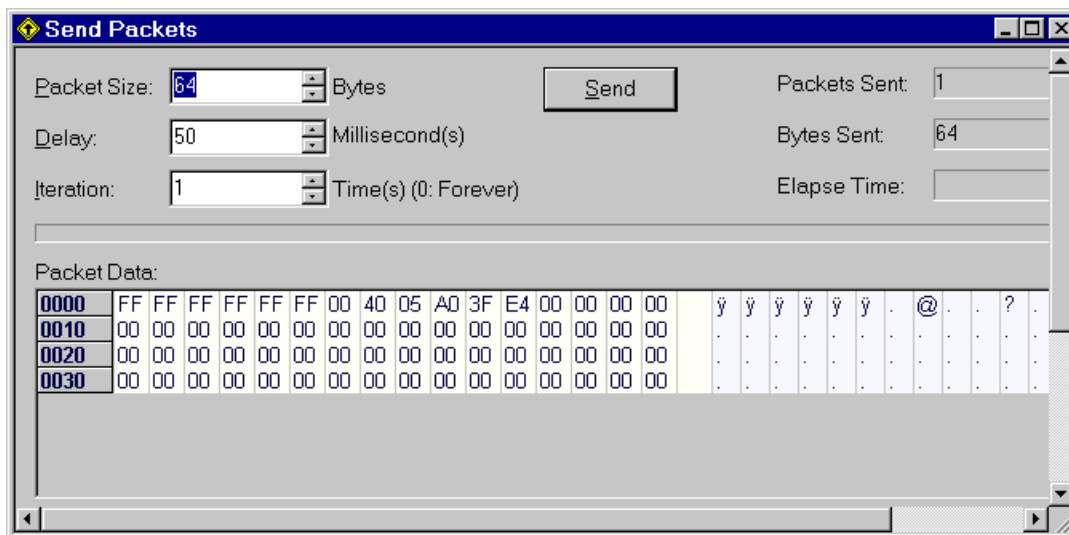 Send Packets
Packet Size: 64 Bytes Send Packets Sent: 1
Delay: 50 Millisecond(s) Bytes Sent: 64
Iteration: 1 Time(s) (0: Forever) Elapse Time:
Packet Data:
0000 FF FF FF FF FF FF 00 40 05 A0 3F E4 00 00 00 00 ÿ ÿ ÿ ÿ ÿ ÿ . @ . . ? .
0010 00 00 00 00 00 00 00 00 00 00 00 00 00 00 00 00 . . . . . . . . . . . .
0020 00 00 00 00 00 00 00 00 00 00 00 00 00 00 00 00 . . . . . . . . . . . .
0030 00 00 00 00 00 00 00 00 00 00 00 00 00 00 00 00 . . . . . . . . . . . .